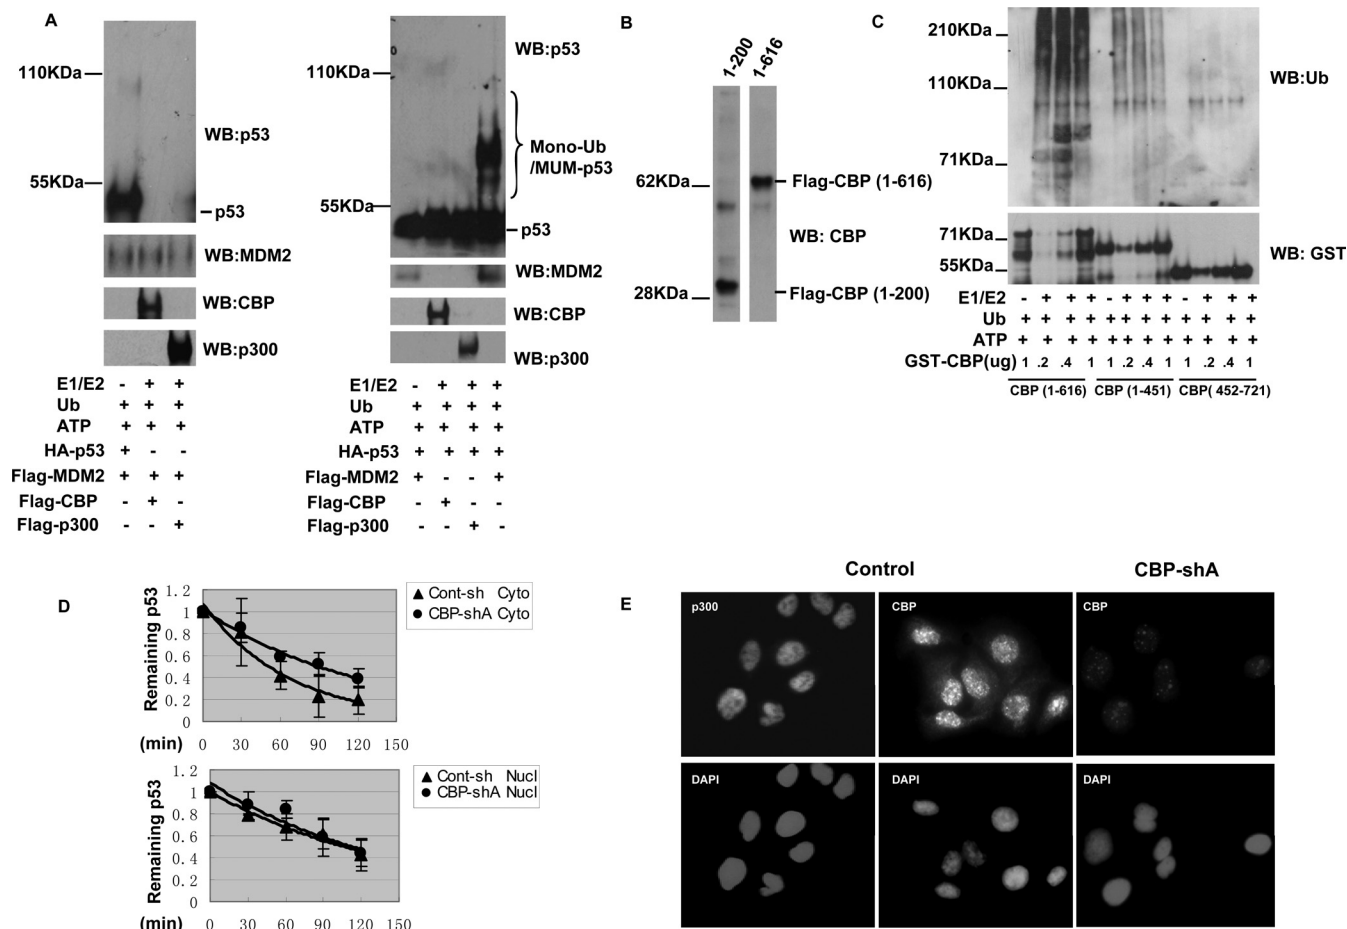 A
110KDa
WB:p53
55KDa
p53
WB:MDM2
WB:CBP
WB:p300
E1/E2 - + +
Ub + + +
ATP + + +
HA-p53 + - -
Flag-MDM2 + + +
Flag-CBP - + -
Flag-p300 - - +
WB:p53
110KDa
Mono-Ub
/MUM-p53
55KDa
p53
WB:MDM2
WB:CBP
WB:p300
E1/E2 - + + +
Ub + + + +
ATP + + + +
HA-p53 + + + +
Flag-MDM2 + - - +
Flag-CBP - + - -
Flag-p300 - - + -
B
1-200
1-616
62KDa
Flag-CBP (1-616)
WB: CBP
28KDa
Flag-CBP (1-200)
C
210KDa
WB:Ub
110KDa
71KDa
71KDa
WB: GST
55KDa
E1/E2 - + + + - + + + - + + +
Ub + + + + + + + + + + + +
ATP + + + + + + + + + + + +
GST-CBP(ug) 1 .2 .4 1 1 .2 .4 1 1 .2 .4 1
CBP (1-616) CBP (1-451) CBP( 452-721)
D
Remaining p53
1.2
1
0.8
0.6
0.4
0.2
0
(min) 0 30 60 90 120 150
Cont-sh Cyto
CBP-shA Cyto
Remaining p53
1.2
1
0.8
0.6
0.4
0.2
0
(min) 0 30 60 90 120 150
Cont-sh Nucl
CBP-shA Nucl
E
Control
CBP-shA
p300
CBP
CBP
DAPI
DAPI
DAPI